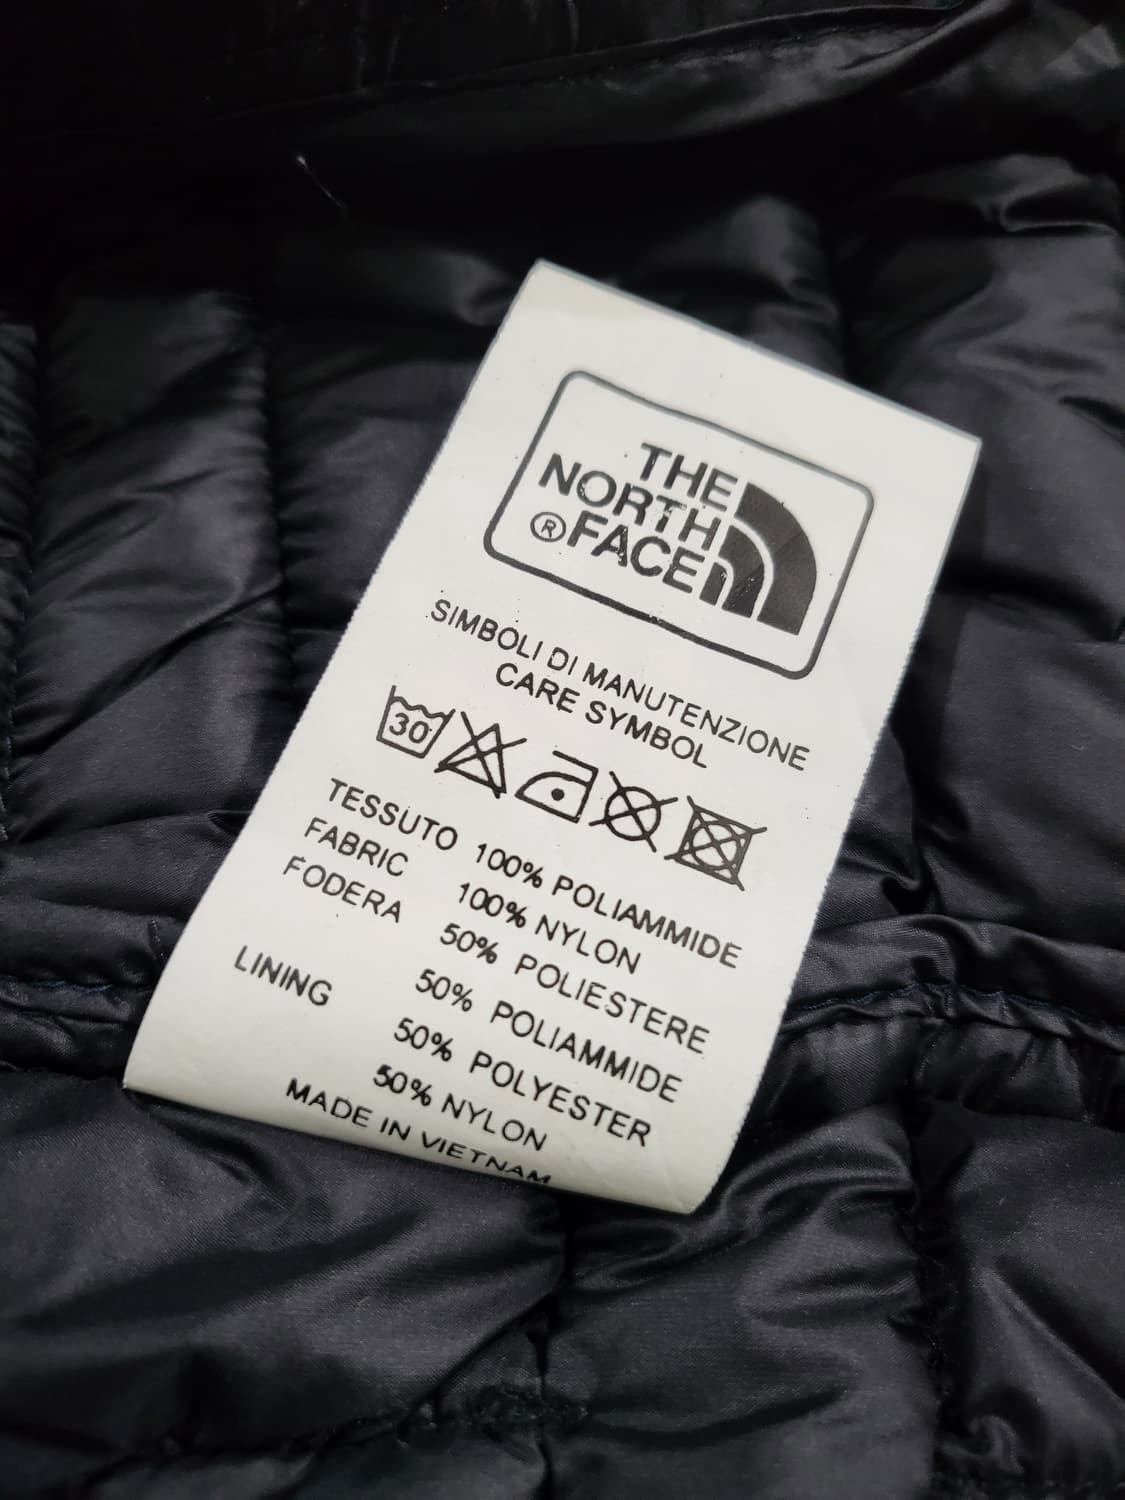 THE
NORTH
®FACE
SIMBOLI DI MANUTENZIONE
CARE SYMBOL
30°
TESSUTO 100% POLIAMMIDE
FABRIC 100% NYLON
FODERA 50% POLIESTERE
50% POLIAMMIDE
LINING 50% POLYESTER
50% NYLON
MADE IN VIETNAM